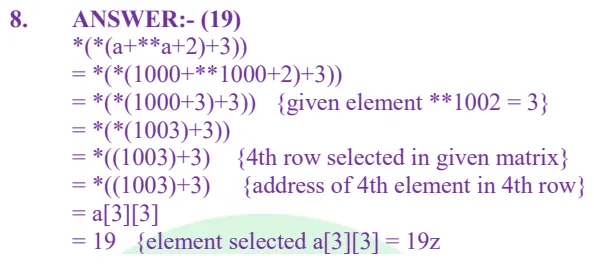 8. ANSWER:- (19)
*(*(a+**a+2)+3))
= *(*(1000+**1000+2)+3))
= *(*(1000+3)+3)) {given element **1002 = 3}
= *(*(1003)+3))
= *((1003)+3) {4th row selected in given matrix}
= *((1003)+3) {address of 4th element in 4th row}
= a[3][3]
= 19 {element selected a[3][3] = 19z